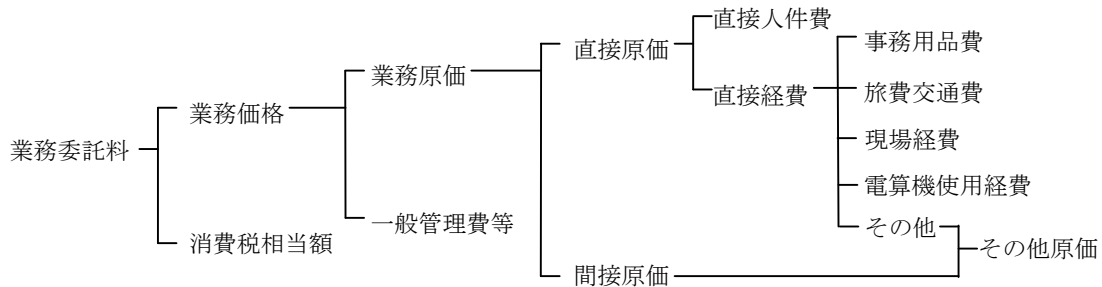 業務委託料
業務価格
消費税相当額
業務原価
一般管理費等
直接原価
間接原価
直接人件費
直接経費
事務用品費
旅費交通費
現場経費
電算機使用経費
その他
その他原価